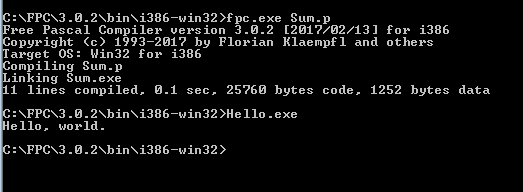 C:\FPC\3.0.2\bin\i386-win32>fpc.exe Sum.p
Free Pascal Compiler version 3.0.2 [2017/02/13] for i386
Copyright (c) 1993-2017 by Florian Klaempfl and others
Target OS: Win32 for i386
Compiling Sum.p
Linking Sum.exe
11 lines compiled, 0.1 sec, 25760 bytes code, 1252 bytes data
C:\FPC\3.0.2\bin\i386-win32>Hello.exe
Hello, world.
C:\FPC\3.0.2\bin\i386-win32>